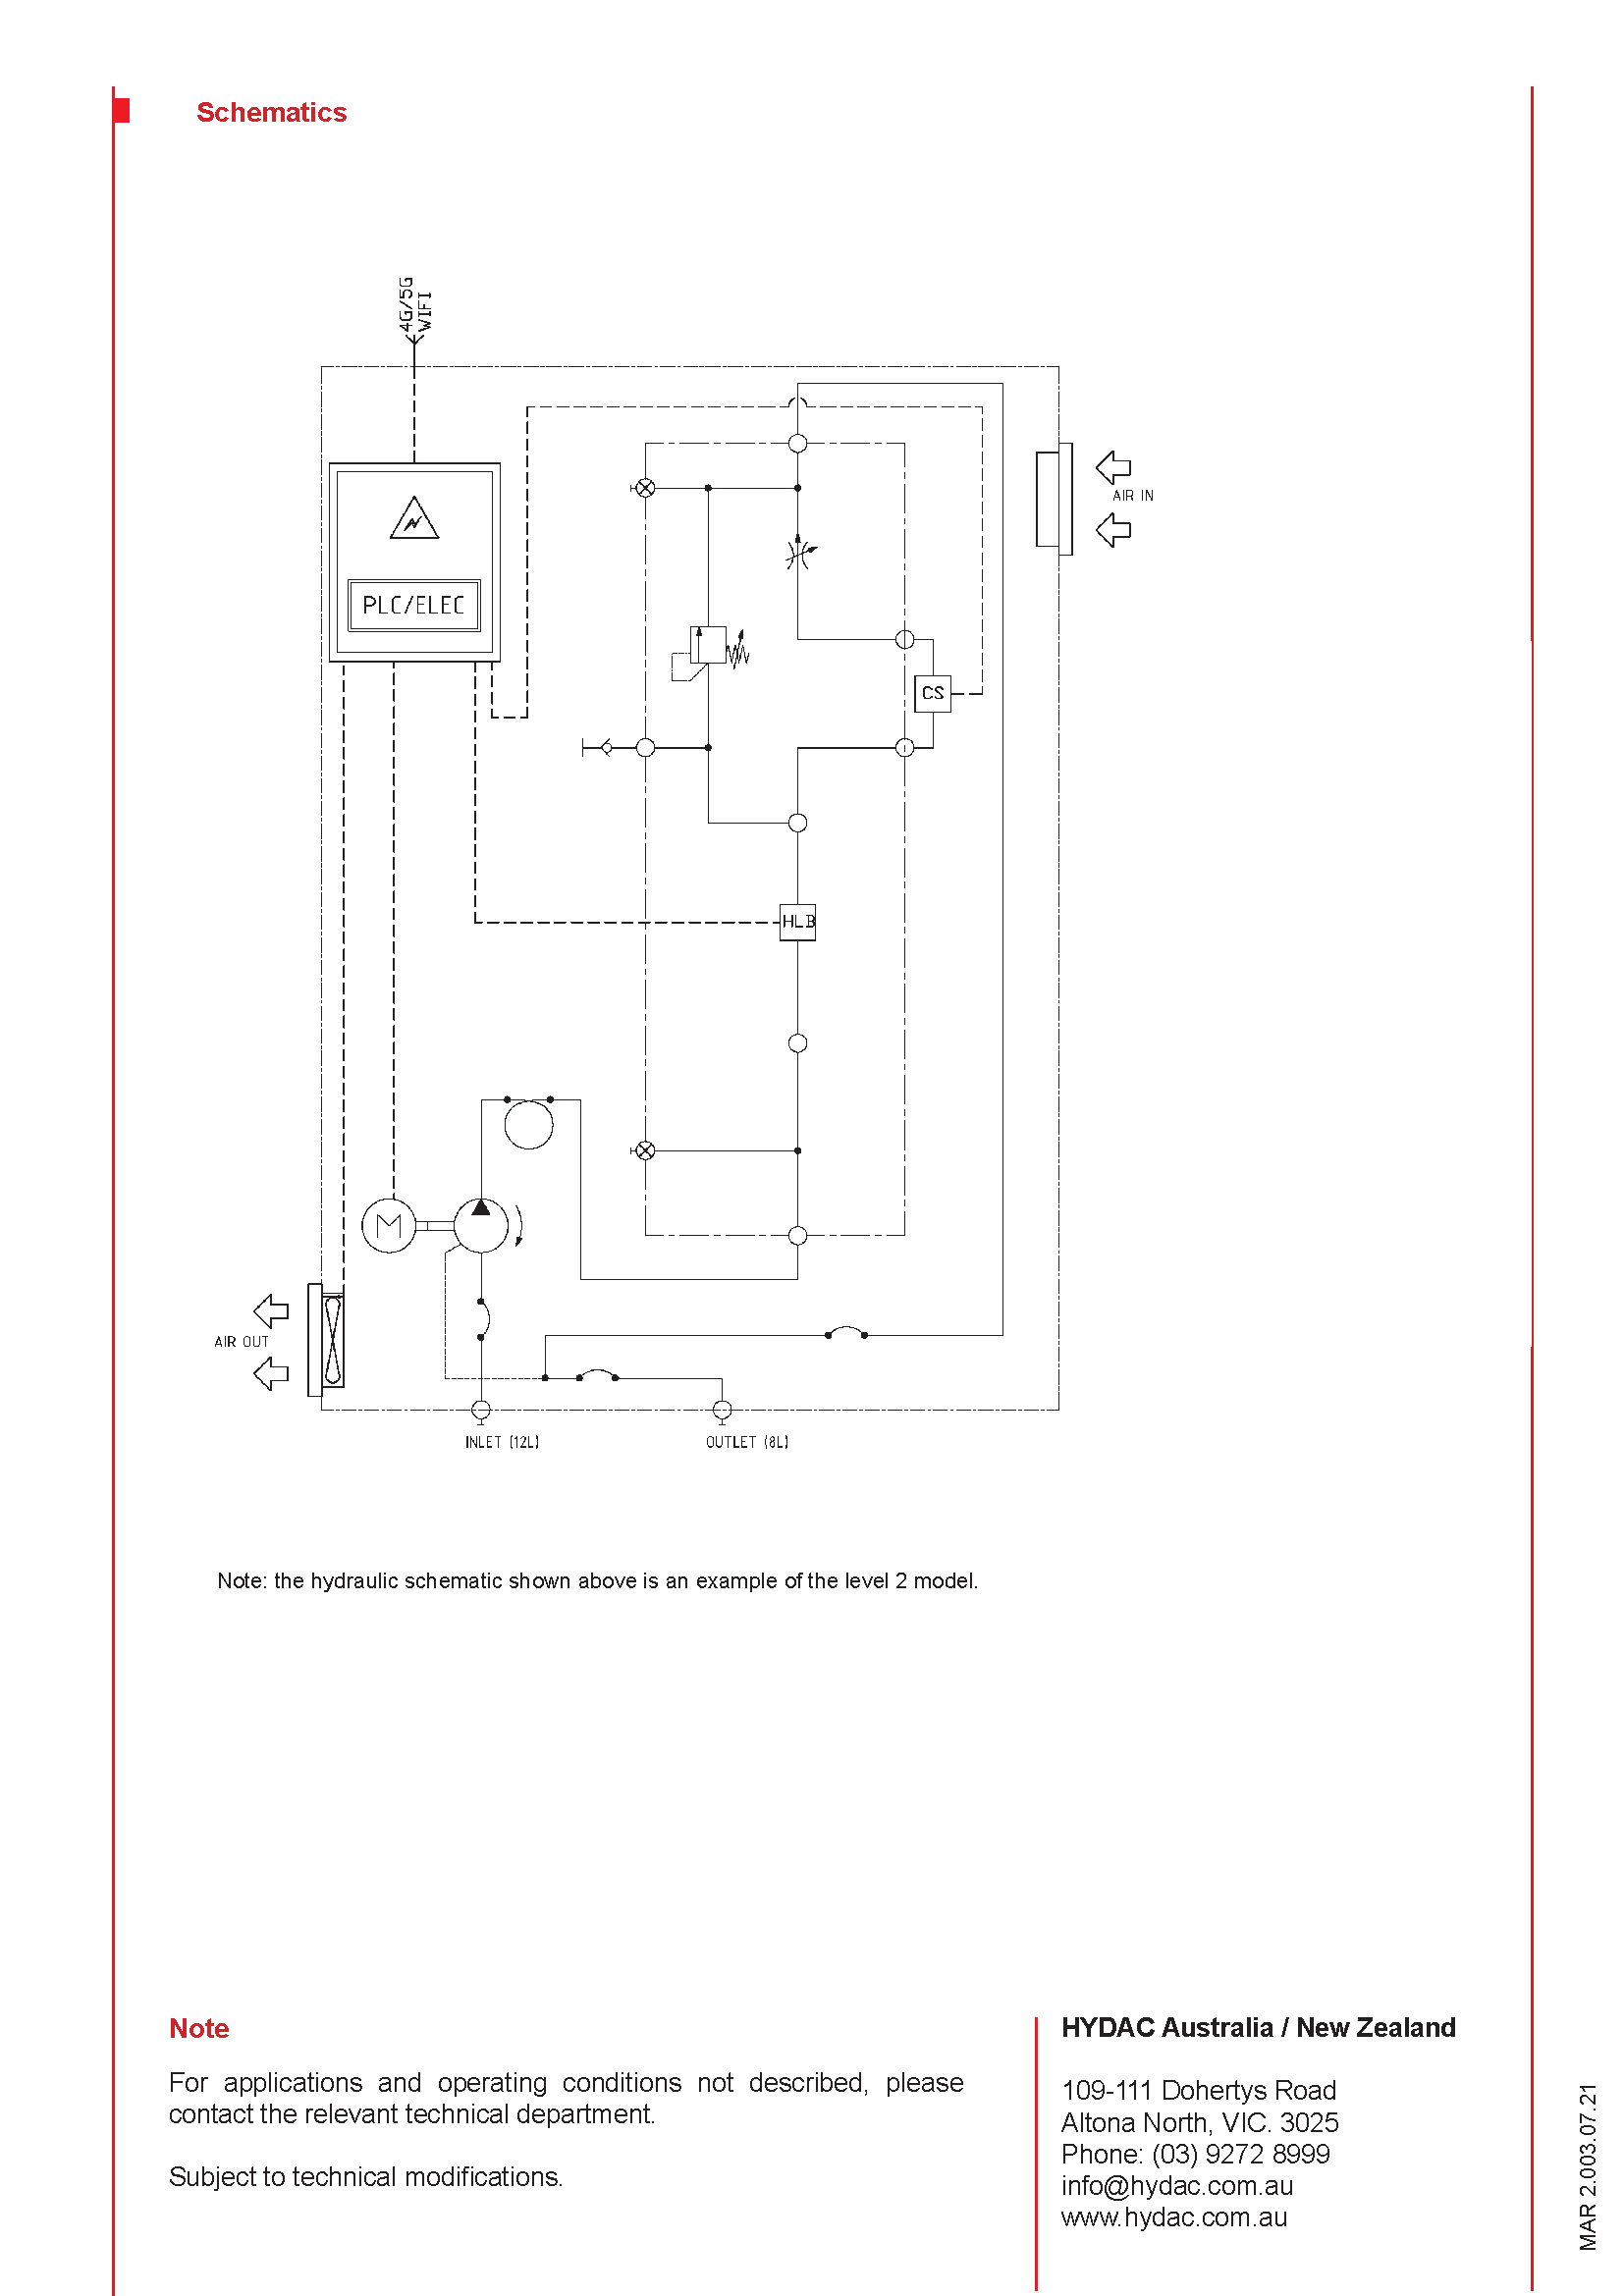 Schematics
4G/5G
WIFI
AIR IN
PLC/ELEC
CS
HLB
M
AIR OUT
INLET (12L)
OUTLET (8L)
Note: the hydraulic schematic shown above is an example of the level 2 model.
Note
For applications and operating conditions not described, please
contact the relevant technical department.
Subject to technical modifications.
HYDAC Australia / New Zealand
109-111 Dohertys Road
Altona North, VIC. 3025
Phone: (03) 9272 8999
info@hydac.com.au
www.hydac.com.au
MAR 2.003.07.21